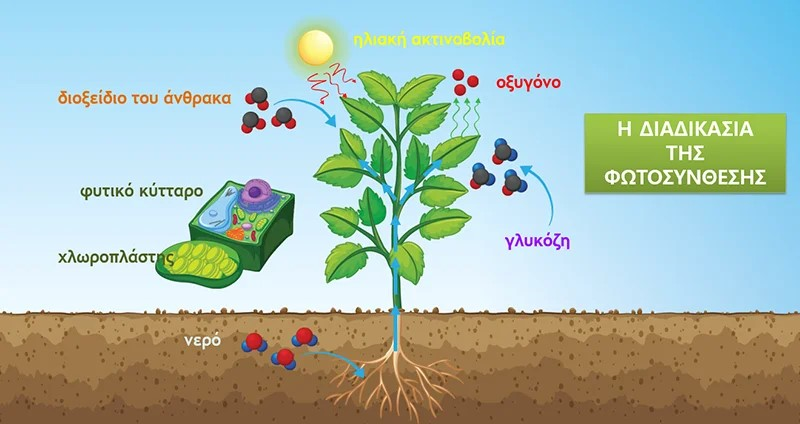 ηλιακή ακτινοβολία
διοξείδιο του άνθρακα
οξυγόνο
Η ΔΙΑΔΙΚΑΣΙΑ
ΤΗΣ
ΦΩΤΟΣΥΝΘΕΣΗΣ
φυτικό κύτταρο
γλυκόζη
χλωροπλάστης
νερό